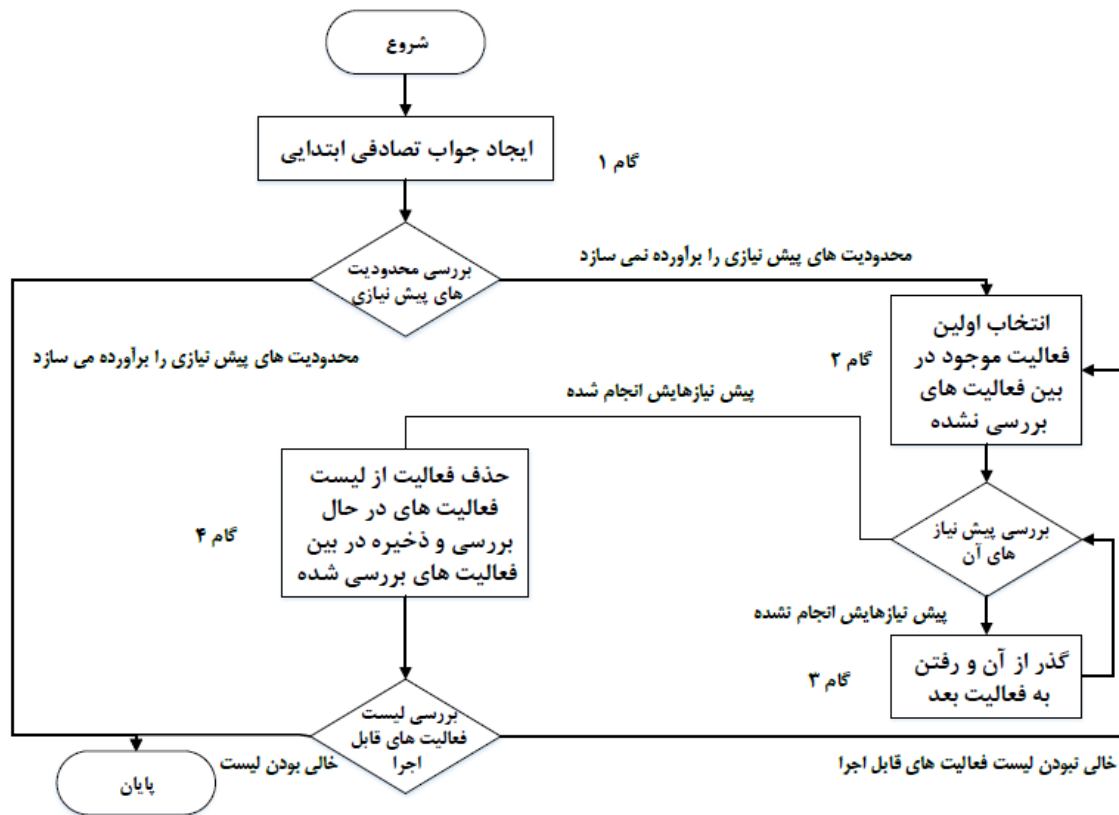 شروع
ایجاد جواب تصادفی ابتدایی
گام ۱
بررسی محدودیت
های پیش نیازی
محدودیت های پیش نیازی را برآورده نمی سازد
محدودیت های پیش نیازی را برآورده می سازد
انتخاب اولین
فعالیت موجود در
بین فعالیت های
بررسی نشده
گام ۲
پیش نیازهایش انجام شده
بررسی پیش نیاز
های آن
حذف فعالیت از لیست
فعالیت های در حال
بررسی و ذخیره در بین
فعالیت های بررسی شده
گام ۴
پیش نیازهایش انجام نشده
گذر از آن و رفتن
به فعالیت بعد
گام ۳
بررسی لیست
فعالیت های قابل
اجرا
خالی بودن لیست
خالی نبودن لیست فعالیت های قابل اجرا
پایان